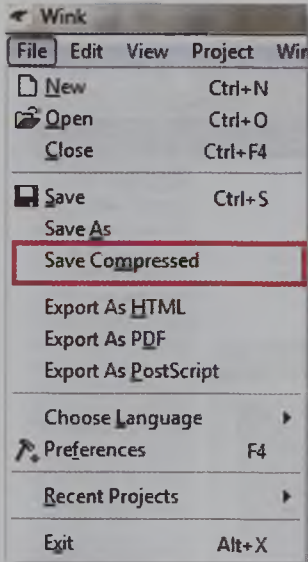 Wink
File Edit View Project Win
New Ctrl+N
Open Ctrl+O
Close Ctrl+F4
Save Ctrl+S
Save As
Save Compressed
Export As HTML
Export As PDF
Export As PostScript
Choose Language
Preferences F4
Recent Projects
Exit Alt+X